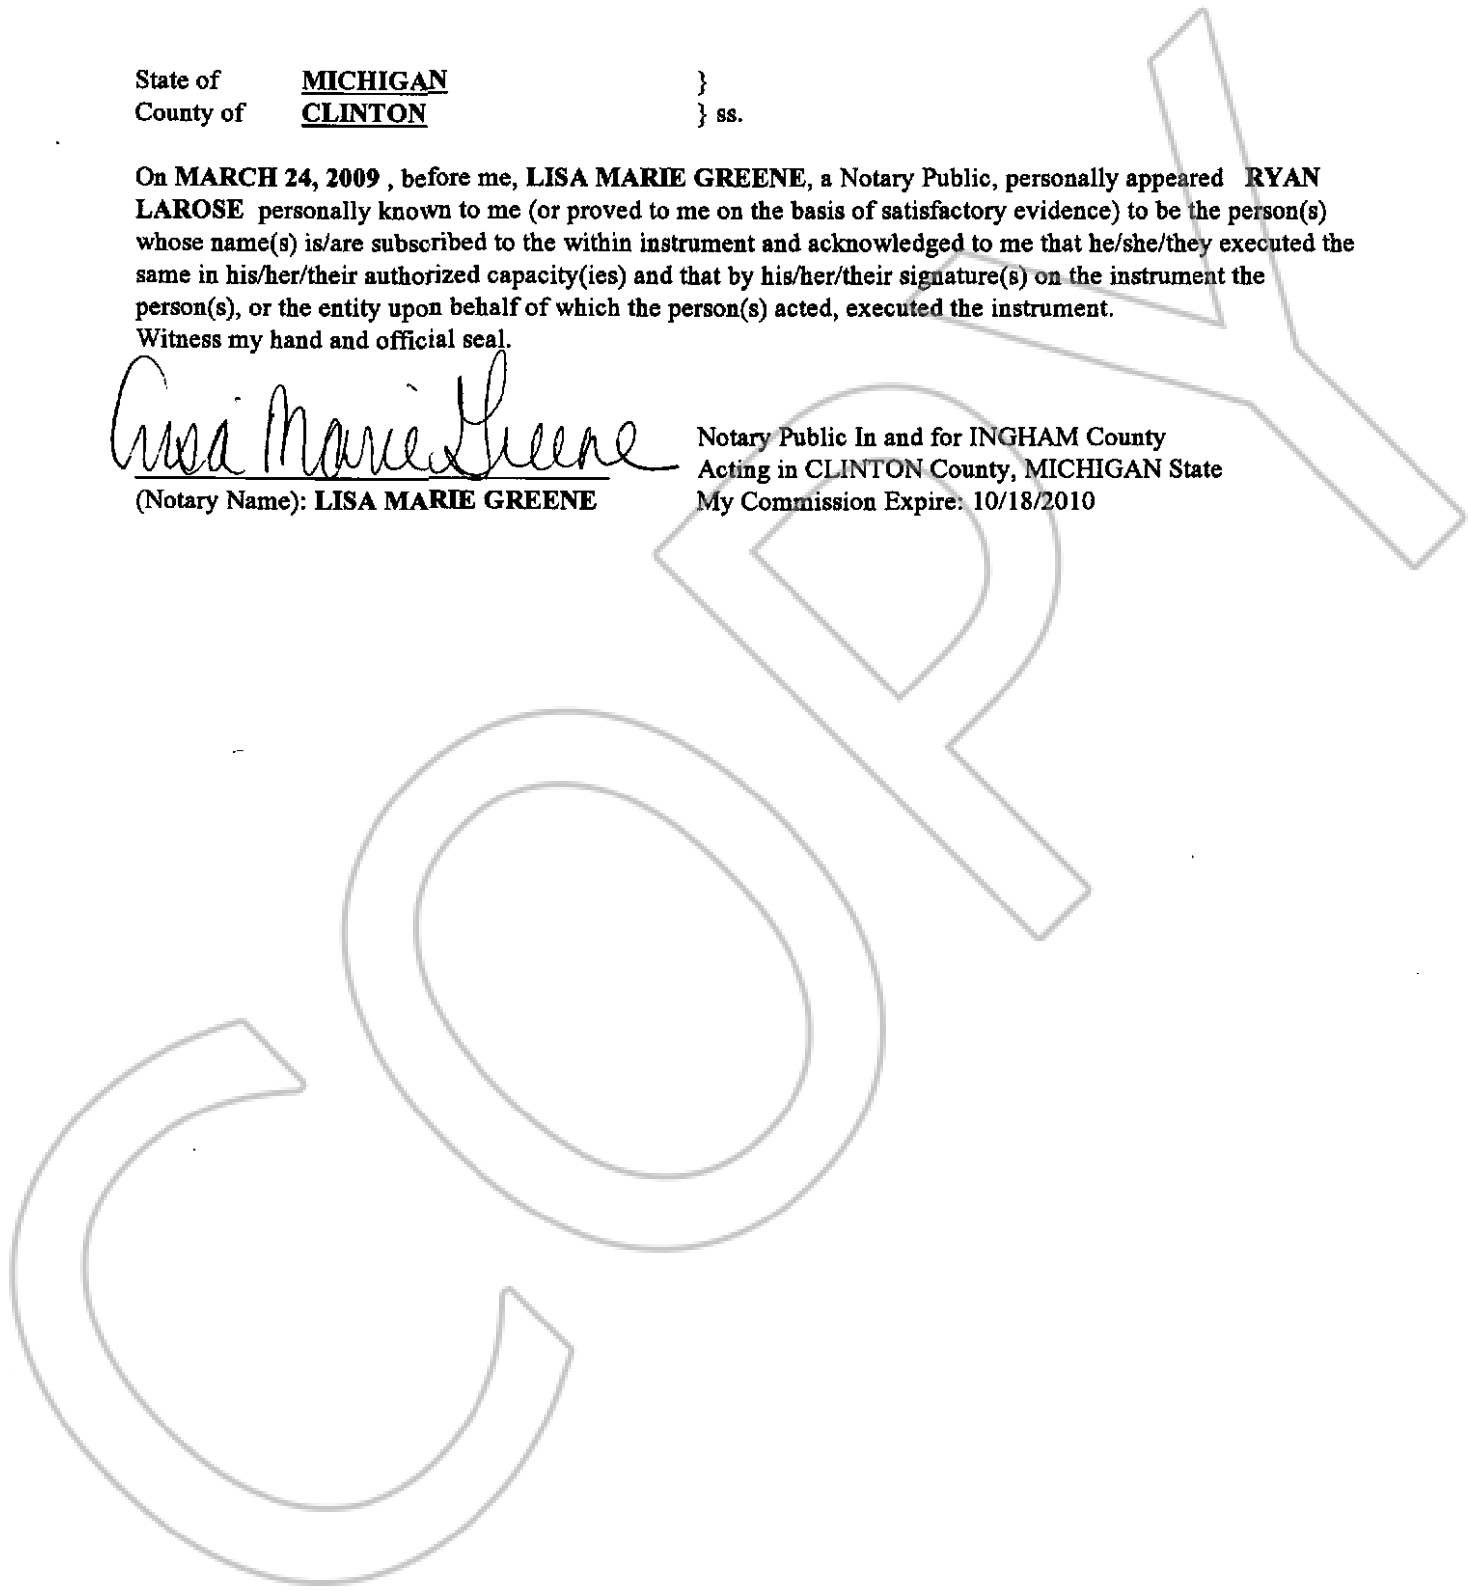 State of MICHIGAN }
County of CLINTON } ss.
On MARCH 24, 2009 , before me, LISA MARIE GREENE, a Notary Public, personally appeared RYAN
LAROSE personally known to me (or proved to me on the basis of satisfactory evidence) to be the person(s)
whose name(s) is/are subscribed to the within instrument and acknowledged to me that he/she/they executed the
same in his/her/their authorized capacity(ies) and that by his/her/their signature(s) on the instrument the
person(s), or the entity upon behalf of which the person(s) acted, executed the instrument.
Witness my hand and official seal.
Lisa Marie Greene
Notary Public In and for INGHAM County
Acting in CLINTON County, MICHIGAN State
(Notary Name): LISA MARIE GREENE My Commission Expire: 10/18/2010
COPY